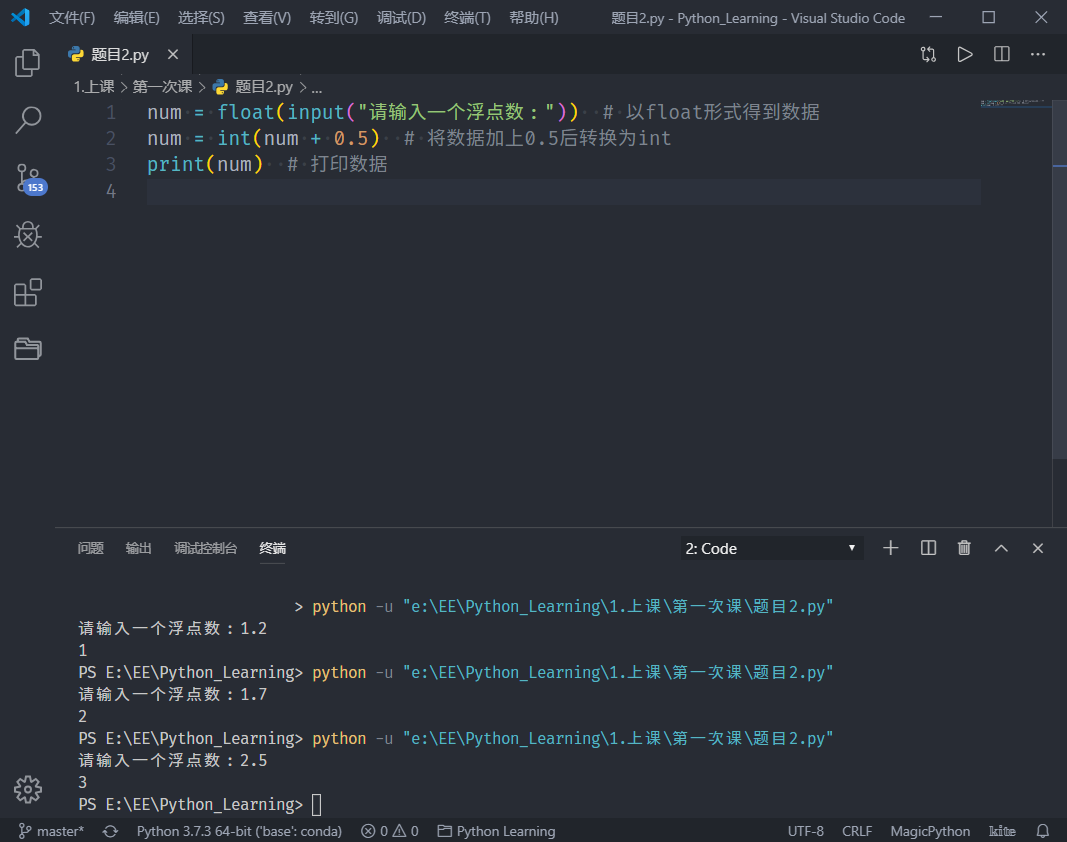 文件(F) 编辑(E) 选择(S) 查看(V) 转到(G) 调试(D) 终端(T) 帮助(H) 题目2.py - Python_Learning - Visual Studio Code
题目2.py
1.上课 > 第一次课 > 题目2.py > ...
1 num = float(input("请输入一个浮点数："))  # 以float形式得到数据
2 num = int(num + 0.5)  # 将数据加上0.5后转换为int
3 print(num)  # 打印数据
4
153
问题 输出 调试控制台 终端 2: Code
> python -u "e:\EE\Python_Learning\1.上课\第一次课\题目2.py"
请输入一个浮点数：1.2
1
PS E:\EE\Python_Learning> python -u "e:\EE\Python_Learning\1.上课\第一次课\题目2.py"
请输入一个浮点数：1.7
2
PS E:\EE\Python_Learning> python -u "e:\EE\Python_Learning\1.上课\第一次课\题目2.py"
请输入一个浮点数：2.5
3
PS E:\EE\Python_Learning>
master* Python 3.7.3 64-bit ('base': conda) 0 0 Python Learning UTF-8 CRLF MagicPython kite